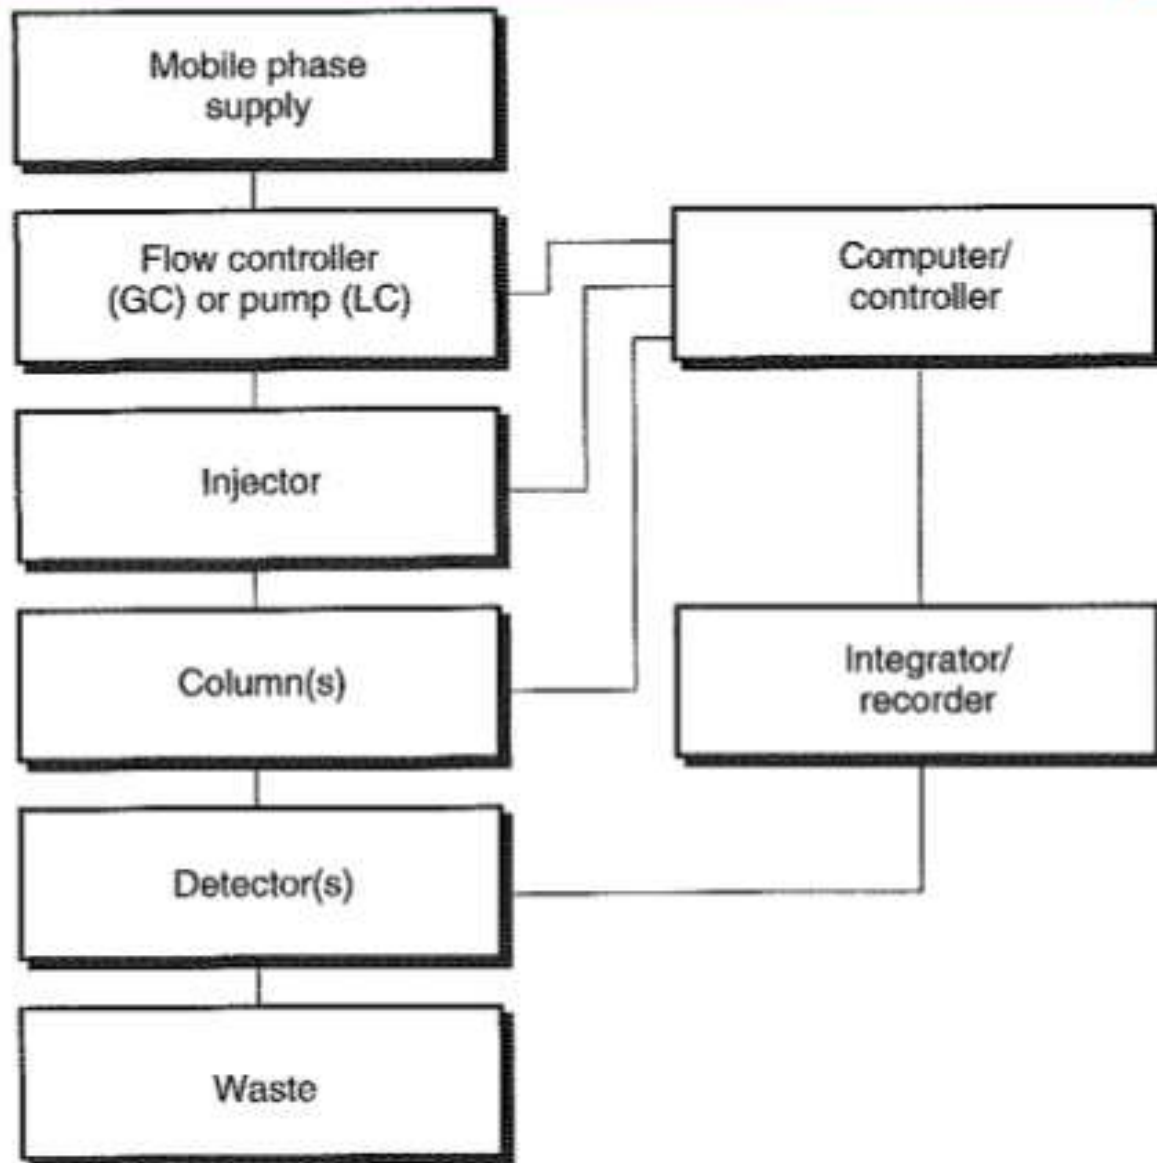 Mobile phase
supply
Flow controller
(GC) or pump (LC)
Computer/
controller
Injector
Column(s)
Integrator/
recorder
Detector(s)
Waste